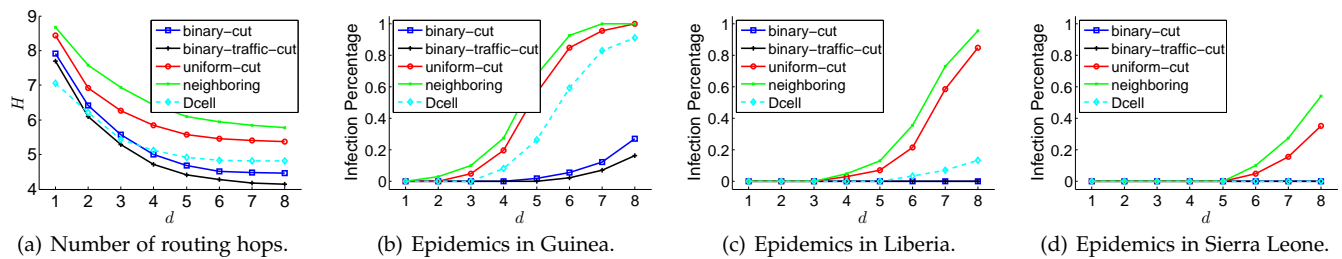 9
8
7
6
5
4
H
1 2 3 4 5 6 7 8
d
binary-cut
binary-traffic-cut
uniform-cut
neighboring
Dcell
(a) Number of routing hops.
1
0.8
0.6
0.4
0.2
0
Infection Percentage
1 2 3 4 5 6 7 8
d
binary-cut
binary-traffic-cut
uniform-cut
neighboring
Dcell
(b) Epidemics in Guinea.
1
0.8
0.6
0.4
0.2
0
Infection Percentage
1 2 3 4 5 6 7 8
d
binary-cut
binary-traffic-cut
uniform-cut
neighboring
Dcell
(c) Epidemics in Liberia.
1
0.8
0.6
0.4
0.2
0
Infection Percentage
1 2 3 4 5 6 7 8
d
binary-cut
binary-traffic-cut
uniform-cut
neighboring
Dcell
(d) Epidemics in Sierra Leone.